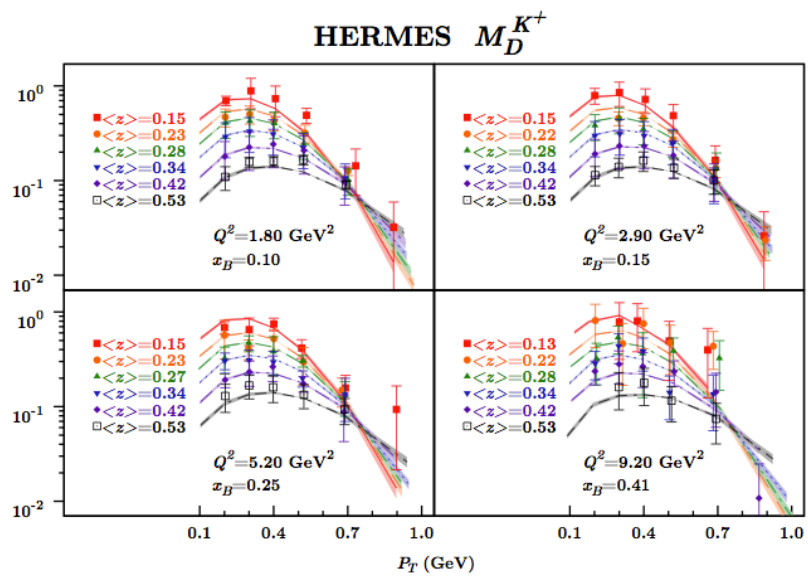 HERMES M_D^{K^+}
10^0
10^{-1}
10^{-2}
<z>=0.15
<z>=0.23
<z>=0.28
<z>=0.34
<z>=0.42
<z>=0.53
Q^2=1.80 GeV^2
x_B=0.10
<z>=0.15
<z>=0.22
<z>=0.28
<z>=0.34
<z>=0.42
<z>=0.53
Q^2=2.90 GeV^2
x_B=0.15
10^0
10^{-1}
10^{-2}
<z>=0.15
<z>=0.23
<z>=0.27
<z>=0.34
<z>=0.42
<z>=0.53
Q^2=5.20 GeV^2
x_B=0.25
<z>=0.13
<z>=0.22
<z>=0.28
<z>=0.34
<z>=0.42
<z>=0.53
Q^2=9.20 GeV^2
x_B=0.41
0.1 0.4 0.7 1.0 0.1 0.4 0.7 1.0
P_T (GeV)